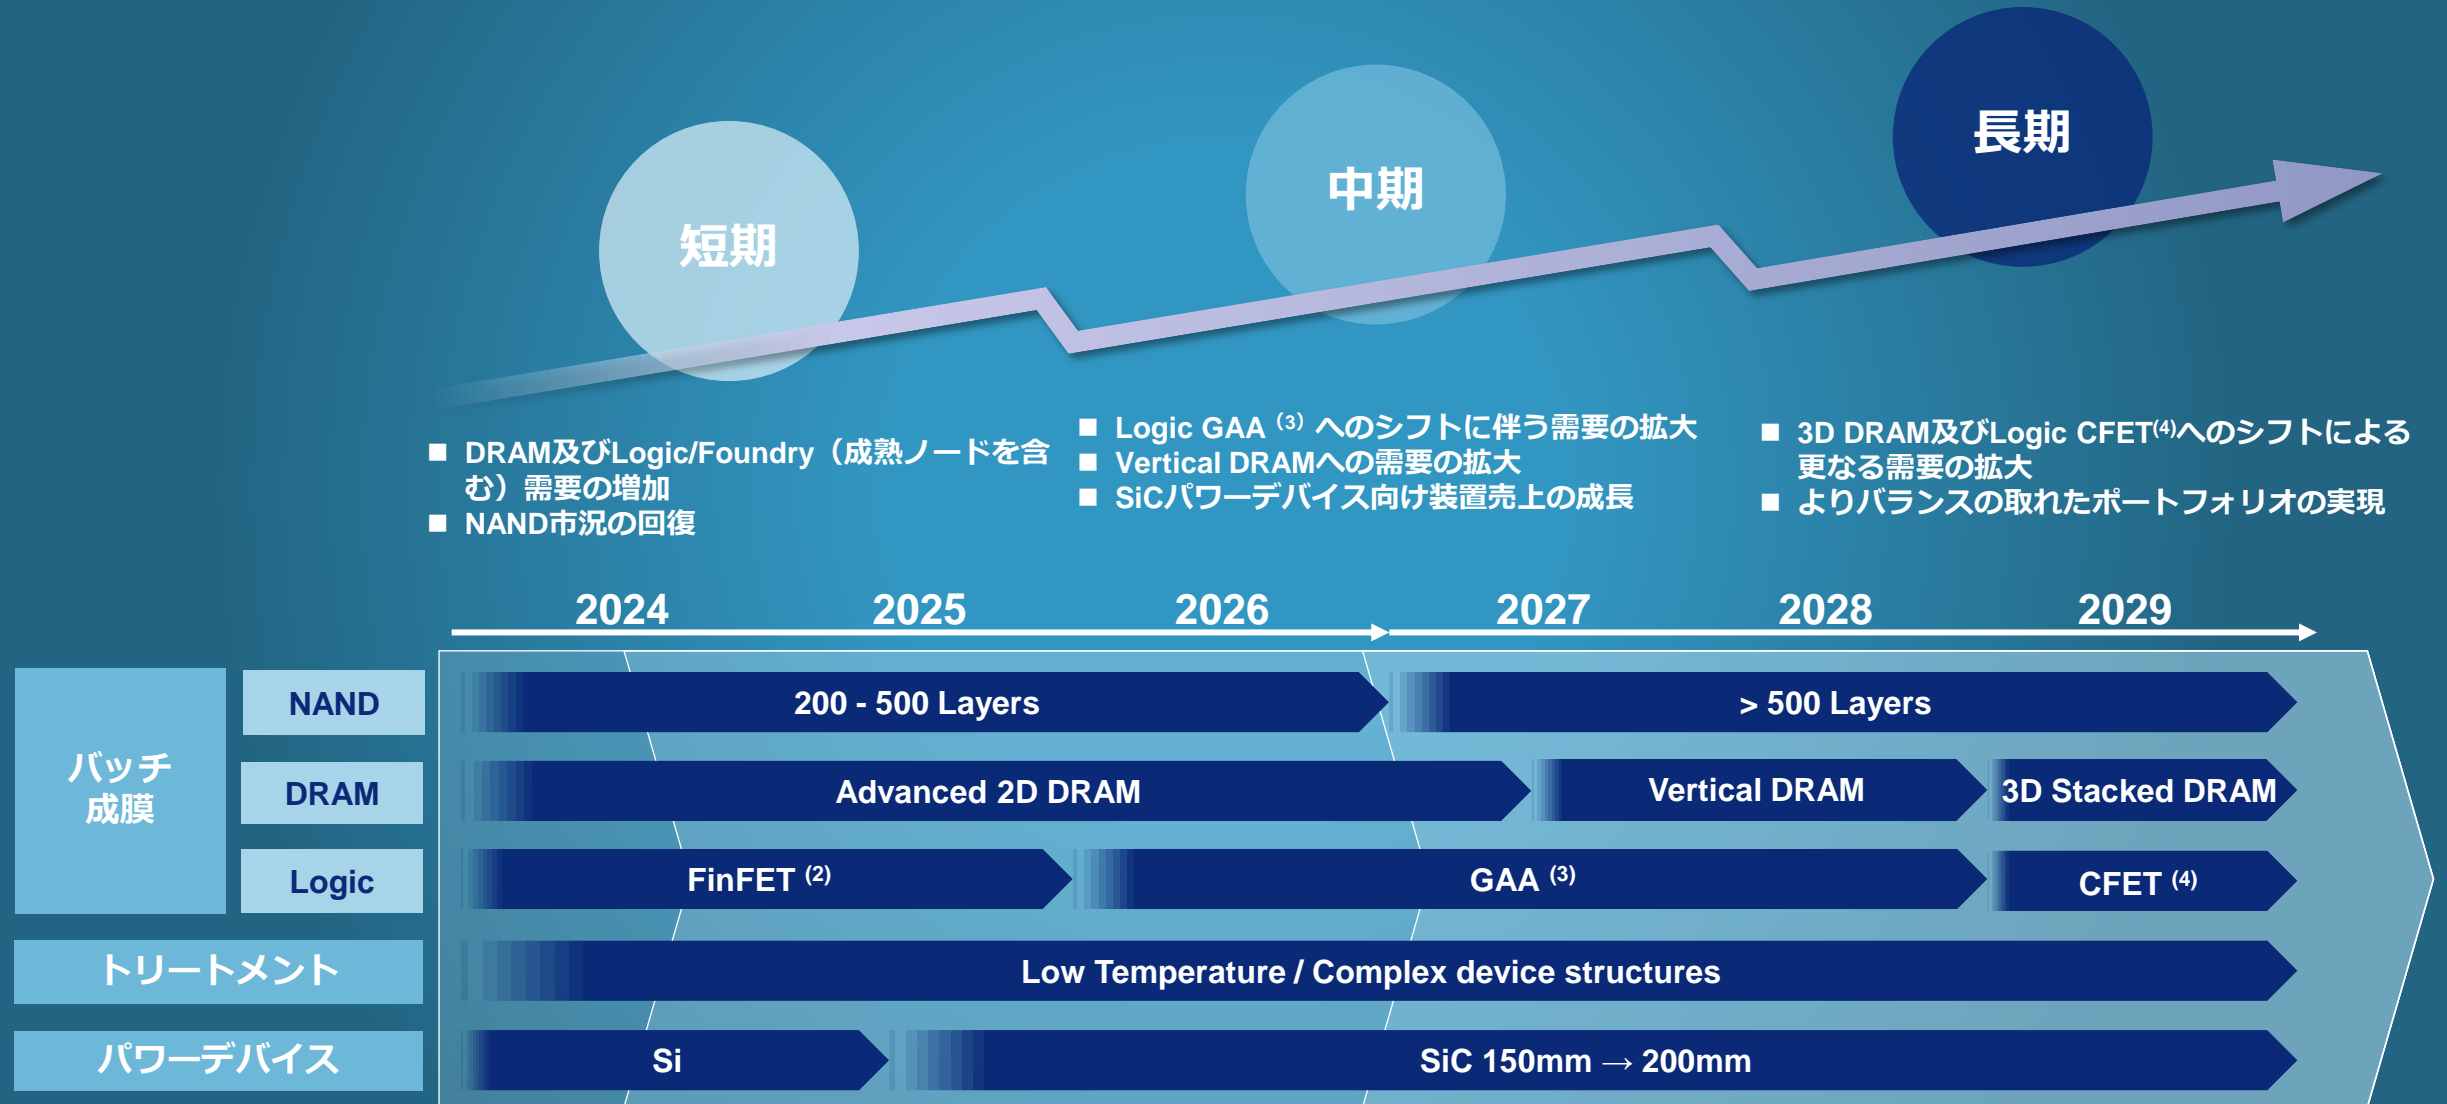 短期
中期
長期
■ DRAM及びLogic/Foundry（成熟ノードを含
む）需要の増加
■ NAND市況の回復
■ Logic GAA（3）へのシフトに伴う需要の拡大
■ Vertical DRAMへの需要の拡大
■ SiCパワーデバイス向け装置売上の成長
■ 3D DRAM及びLogic CFET(4)へのシフトによる
更なる需要の拡大
■ よりバランスの取れたポートフォリオの実現
2024 2025 2026 2027 2028 2029
バッチ
成膜
NAND 200 - 500 Layers > 500 Layers
DRAM Advanced 2D DRAM Vertical DRAM 3D Stacked DRAM
Logic FinFET (2) GAA (3) CFET (4)
トリートメント Low Temperature / Complex device structures
パワーデバイス Si SiC 150mm → 200mm